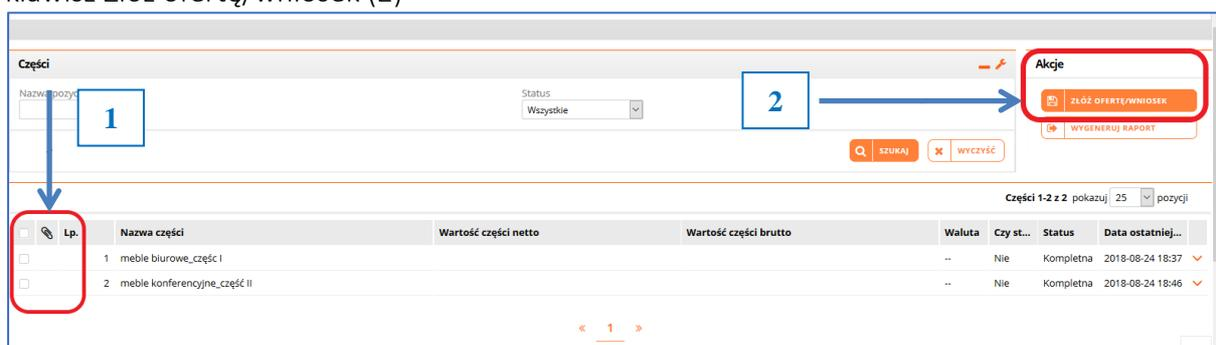 klawisz Złóż ofertę/wniosek (2)
Części
Akcje
Nazwa pozyc
Status
Wszystkie
1
2
ZŁÓŻ OFERTĘ/WNIOSEK
WYGENERUJ RAPORT
SZUKAJ
WYCZYŚĆ
Części 1-2 z 2 pokazuj 25 pozycji
Lp. Nazwa części Wartość części netto Wartość części brutto Waluta Czy st... Status Data ostatniej...
1 meble biurowe_częśc I -- Nie Kompletna 2018-08-24 18:37
2 meble konferencyjne_część II -- Nie Kompletna 2018-08-24 18:46
« 1 »